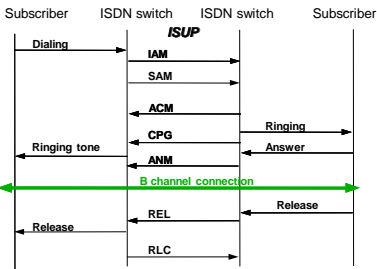 Subscriber ISDN switch ISDN switch Subscriber
ISUP
Dialing
IAM
SAM
ACM
Ringing
CPG
Ringing tone
Answer
ANM
B channel connection
Release
REL
Release
RLC